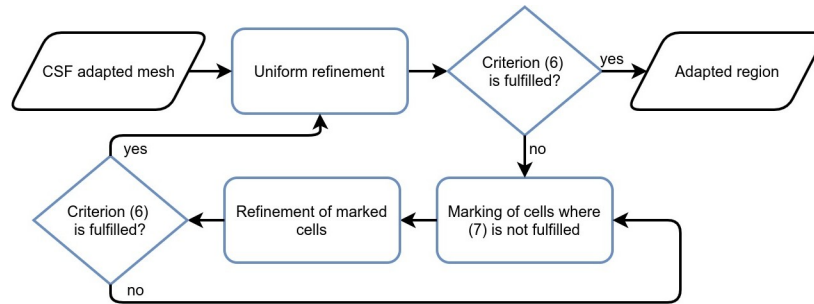 CSF adapted mesh
Uniform refinement
Criterion (6)
is fulfilled?
yes
Adapted region
no
yes
Criterion (6)
is fulfilled?
Refinement of marked
cells
Marking of cells where
(7) is not fulfilled
no